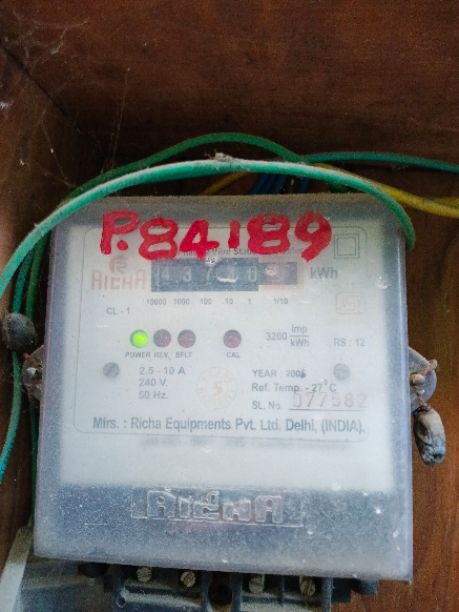 P.84189
RICHA
kWh
10000 1000 100 10 1 1/10
CL - 1
3200 Imp/kWh
RS : 12
POWER REV. EFLT CAL
2.5 - 10 A
240 V.
50 Hz.
YEAR : 200
Ref. Temp. - 27°C
SL. No. 077582
Mfrs. : Richa Equipments Pvt. Ltd. Delhi, (INDIA).
RICHA